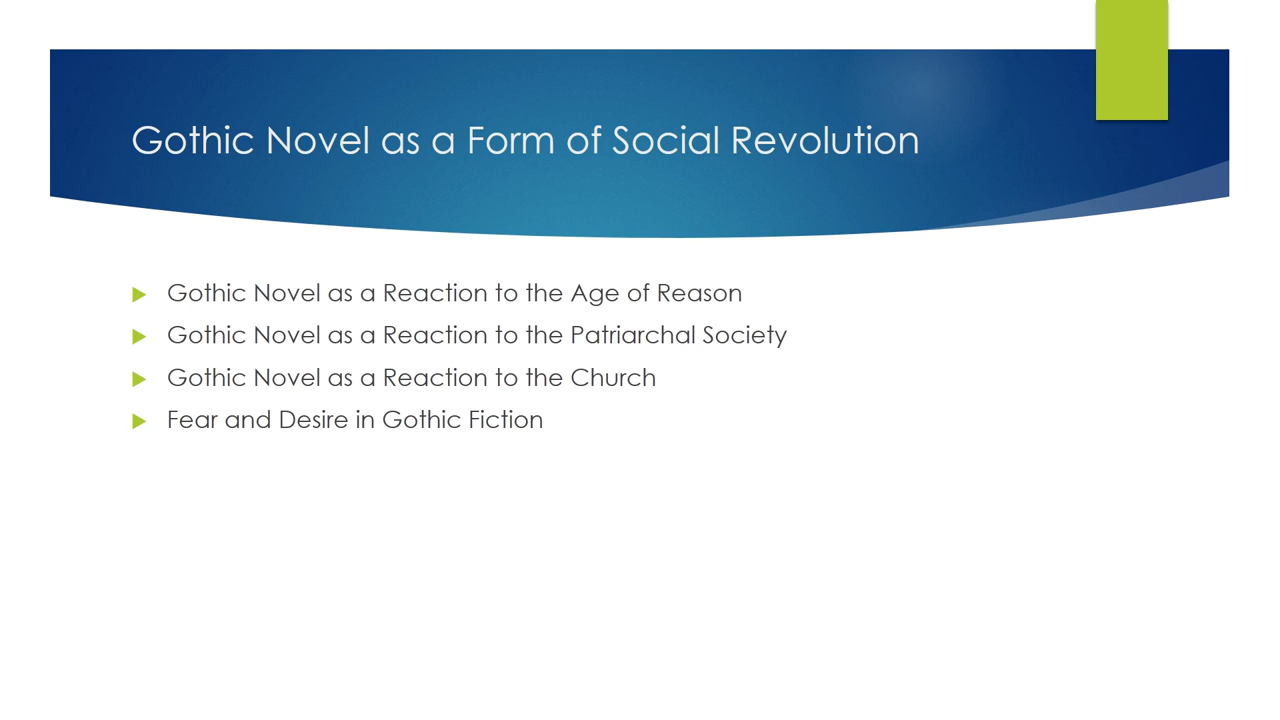 Gothic Novel as a Form of Social Revolution
Gothic Novel as a Reaction to the Age of Reason
Gothic Novel as a Reaction to the Patriarchal Society
Gothic Novel as a Reaction to the Church
Fear and Desire in Gothic Fiction